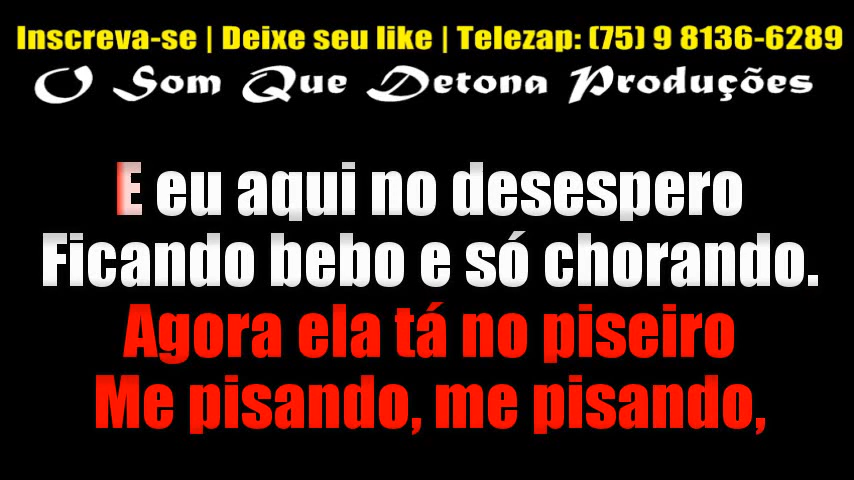 Inscreva-se | Deixe seu like | Telezap: (75) 9 8136-6289
O Som Que Detona Produções
E eu aqui no desespero
Ficando bebo e só chorando.
Agora ela tá no piseiro
Me pisando, me pisando,